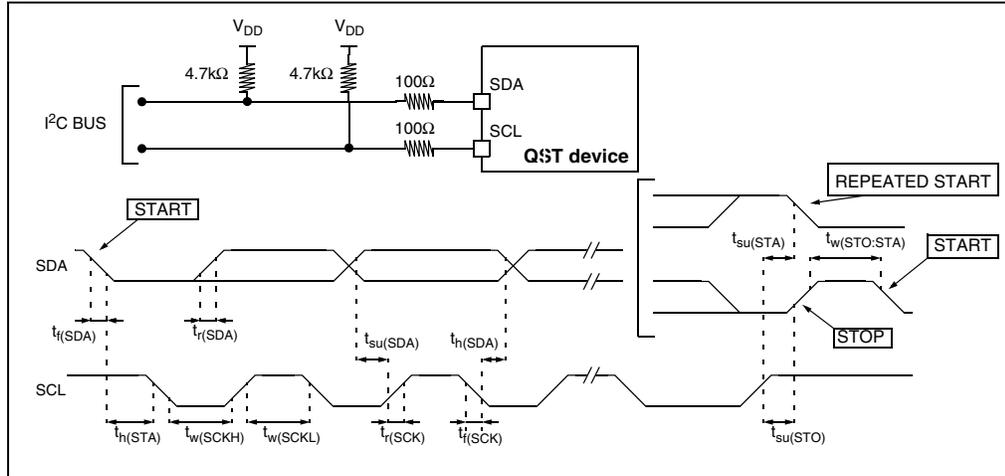 V_DD V_DD
4.7kΩ 4.7kΩ
100Ω
SDA
I²C BUS
100Ω
SCL
QST device
REPEATED START
START
t_su(STA) t_w(STO:STA)
START
SDA
t_f(SDA) t_r(SDA)
t_su(SDA) t_h(SDA)
STOP
SCL
t_h(STA) t_w(SCKH) t_w(SCKL) t_r(SCK) t_f(SCK)
t_su(STO)